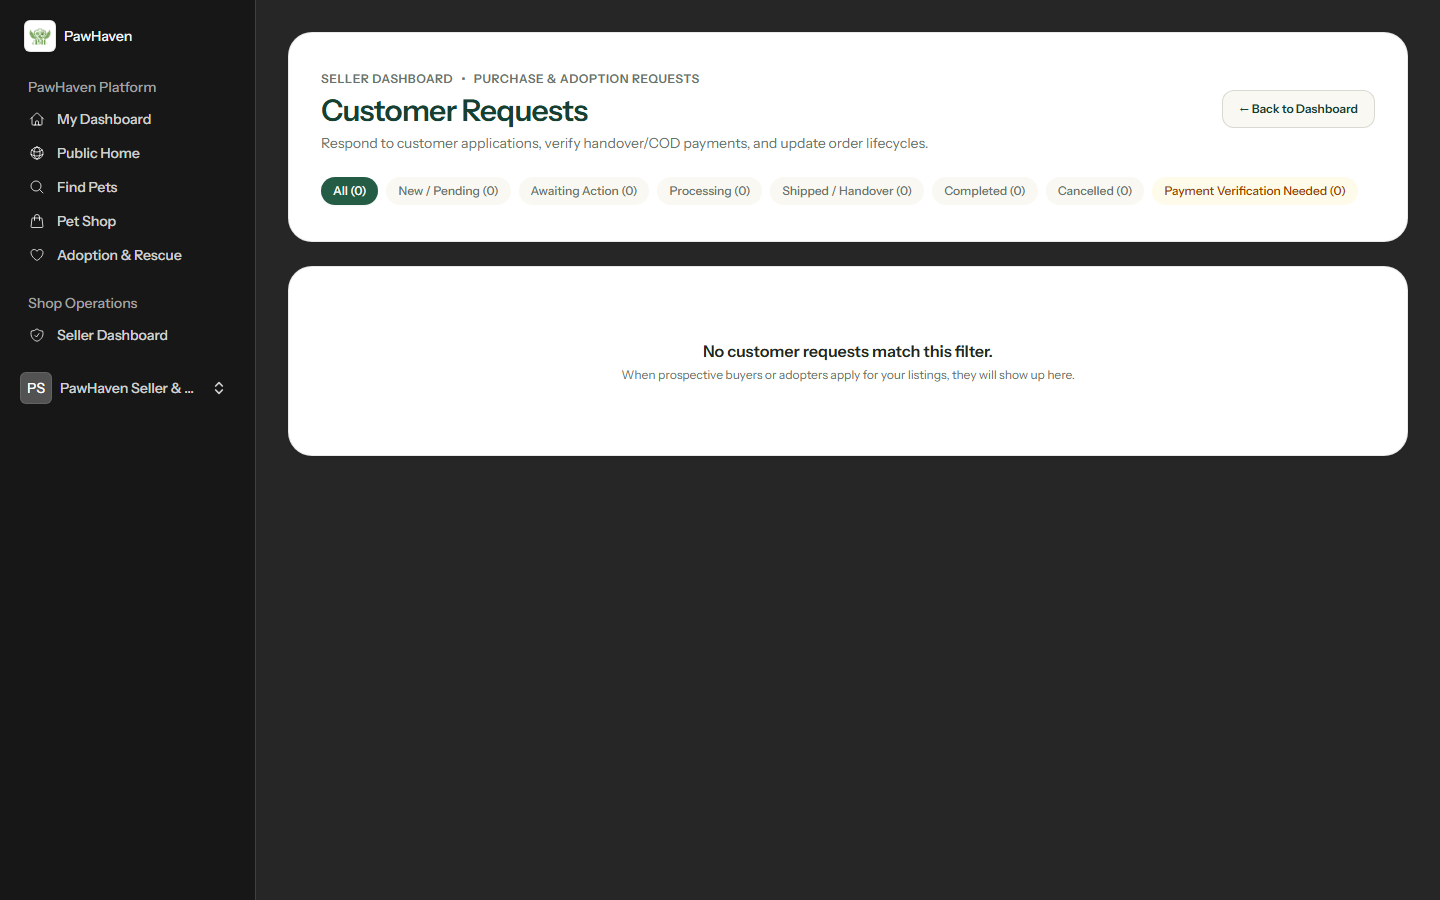 PawHaven
PawHaven Platform
My Dashboard
Public Home
Find Pets
Pet Shop
Adoption & Rescue
Shop Operations
Seller Dashboard
PS PawHaven Seller & ...
SELLER DASHBOARD • PURCHASE & ADOPTION REQUESTS
Customer Requests
Respond to customer applications, verify handover/COD payments, and update order lifecycles.
← Back to Dashboard
All (0) New / Pending (0) Awaiting Action (0) Processing (0) Shipped / Handover (0) Completed (0) Cancelled (0) Payment Verification Needed (0)
No customer requests match this filter.
When prospective buyers or adopters apply for your listings, they will show up here.